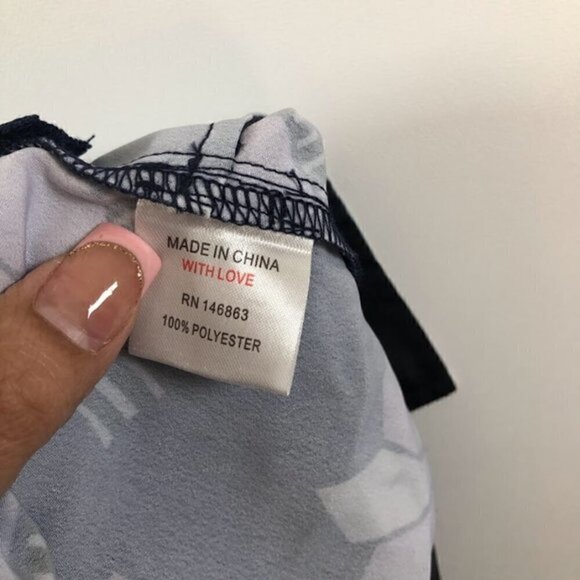 MADE IN CHINA
WITH LOVE
RN 146863
100% POLYESTER